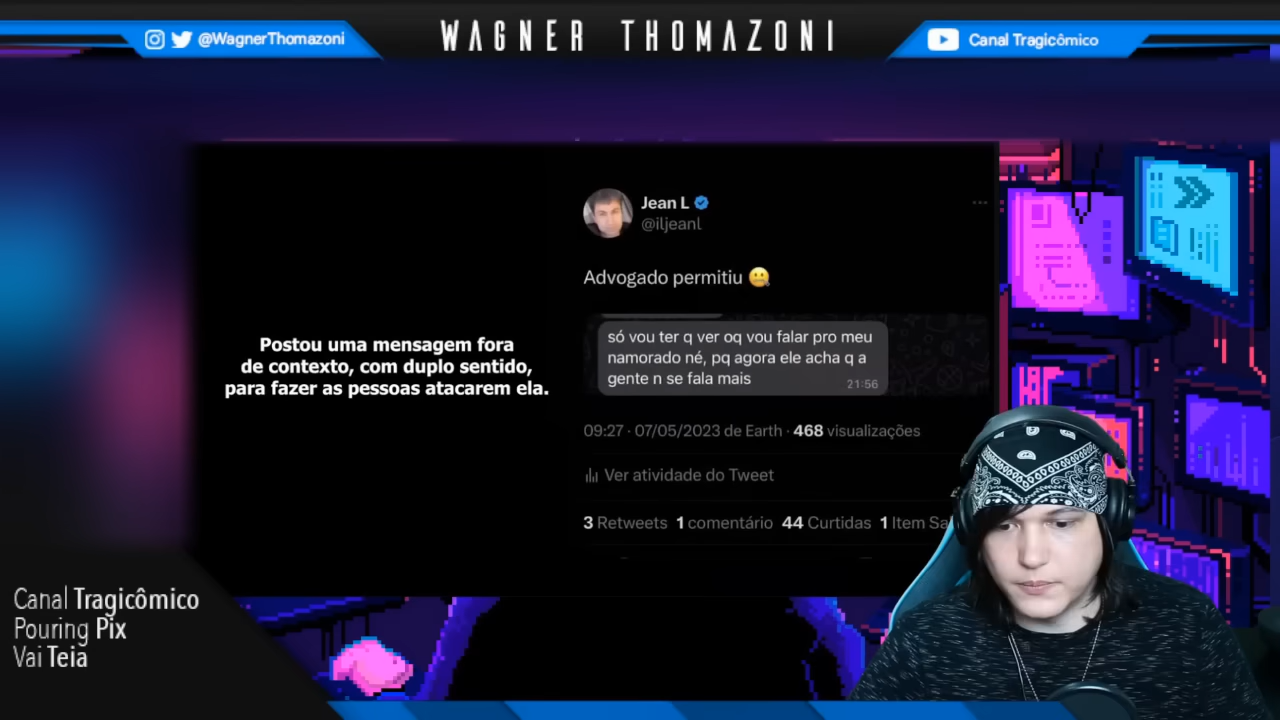 WAGNER THOMAZONI
@WagnerThomazoni
Canal Tragicômico
Jean L
@iljeanl
Advogado permitiu 🤐
só vou ter q ver oq vou falar pro meu
namorado né, pq agora ele acha q a
gente n se fala mais
21:56
Postou uma mensagem fora
de contexto, com duplo sentido,
para fazer as pessoas atacarem ela.
09:27 · 07/05/2023 de Earth · 468 visualizações
Ver atividade do Tweet
3 Retweets 1 comentário 44 Curtidas 1 Item
Canal Tragicômico
Pouring Pix
Vai Teia